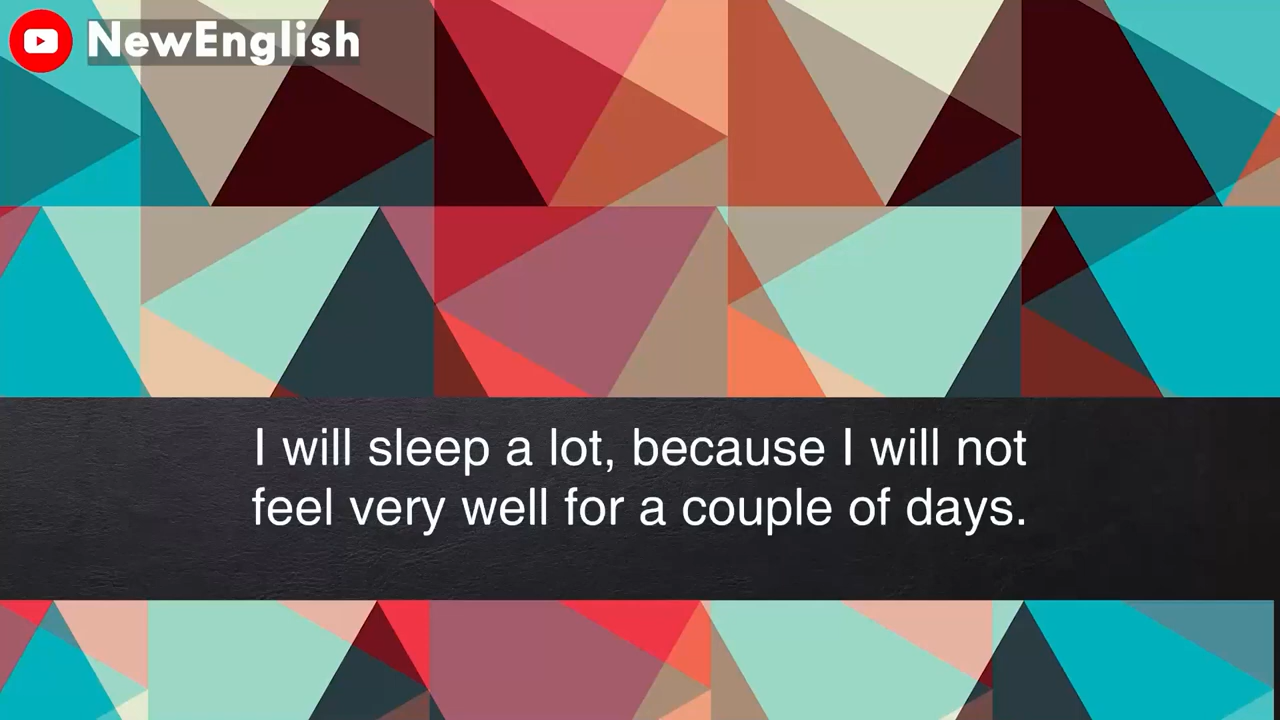 NewEnglish
I will sleep a lot, because I will not
feel very well for a couple of days.